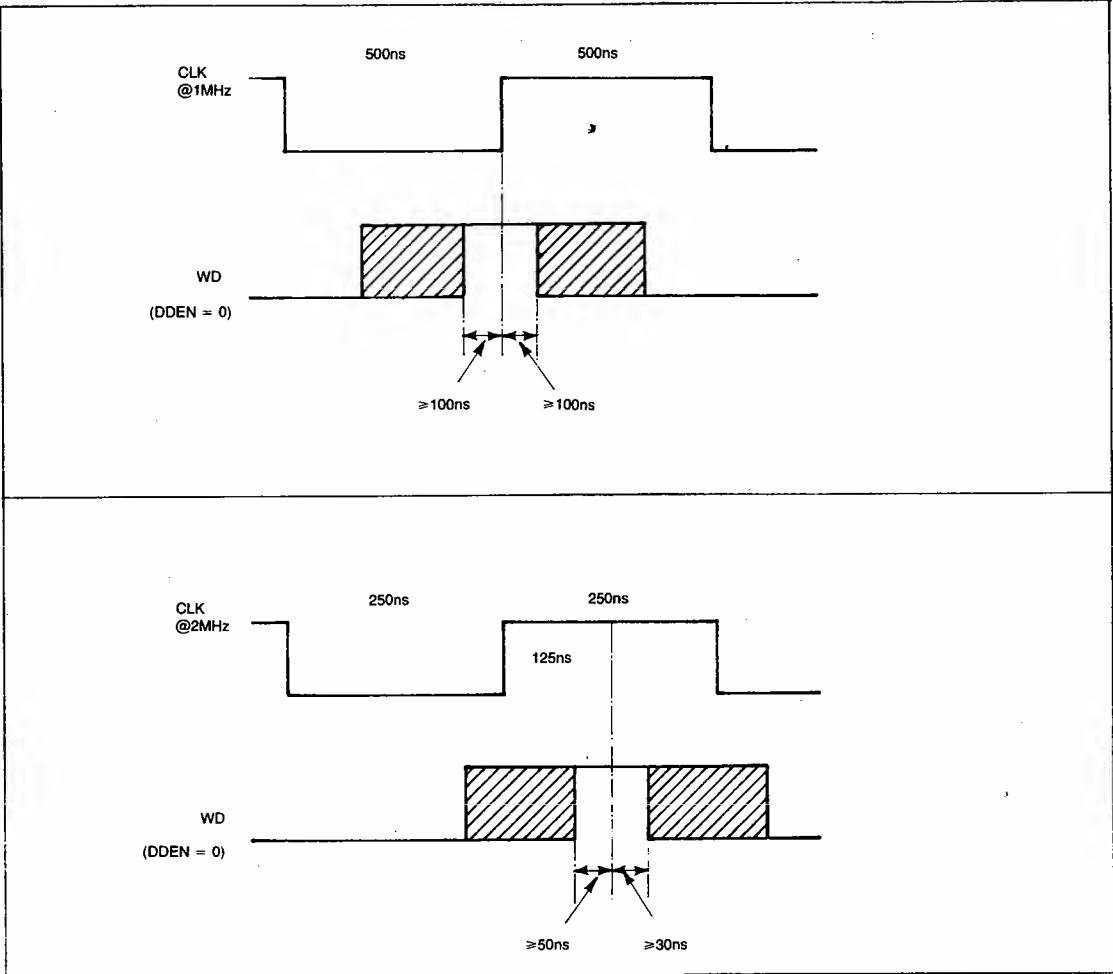 500ns 500ns
CLK
@1MHz
WD
(DDEN = 0)
≥100ns ≥100ns
250ns 250ns
CLK
@2MHz
125ns
WD
(DDEN = 0)
≥50ns ≥30ns